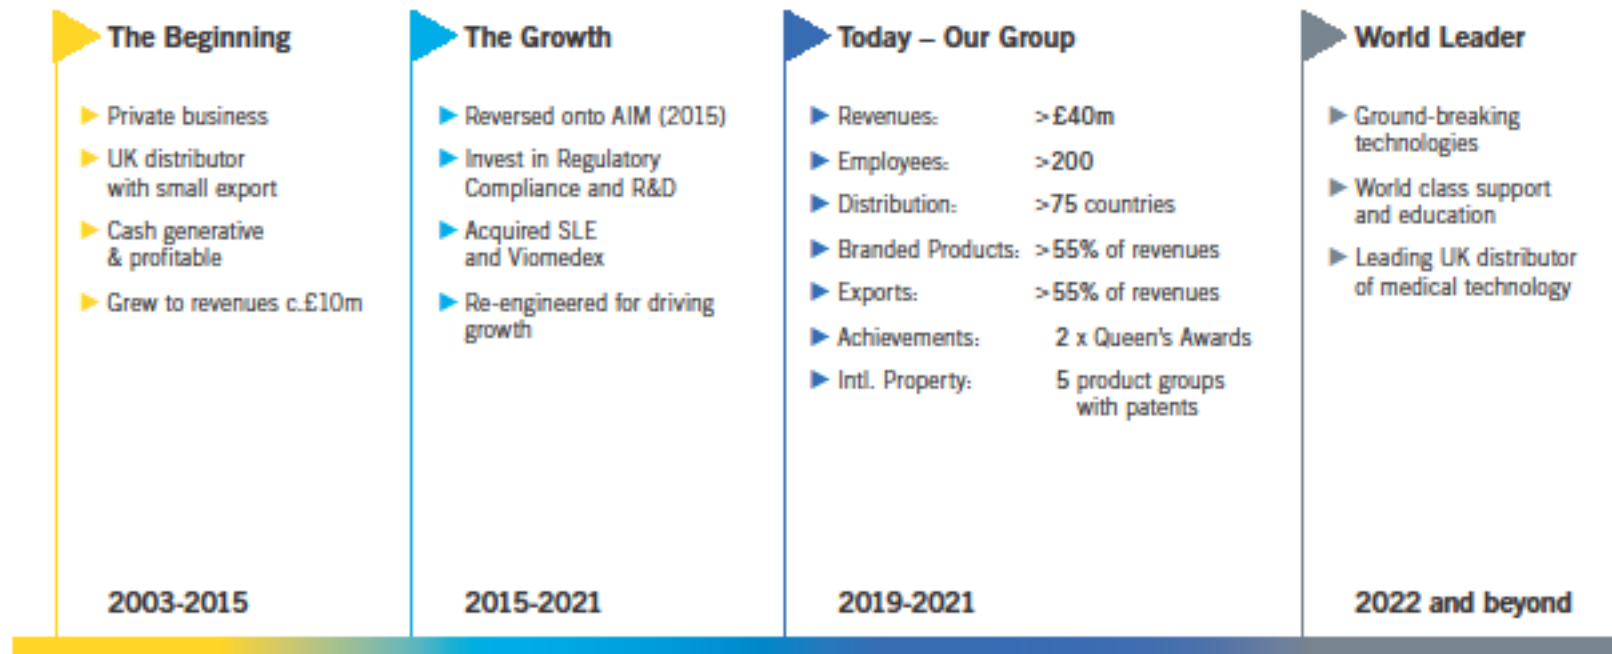 The Beginning
Private business
UK distributor
with small export
Cash generative
& profitable
Grew to revenues c.£10m
2003-2015
The Growth
Reversed onto AIM (2015)
Invest in Regulatory
Compliance and R&D
Acquired SLE
and Viomedex
Re-engineered for driving
growth
2015-2021
Today – Our Group
Revenues: >£40m
Employees: >200
Distribution: >75 countries
Branded Products: >55% of revenues
Exports: >55% of revenues
Achievements: 2 x Queen's Awards
Intl. Property: 5 product groups
with patents
2019-2021
World Leader
Ground-breaking
technologies
World class support
and education
Leading UK distributor
of medical technology
2022 and beyond